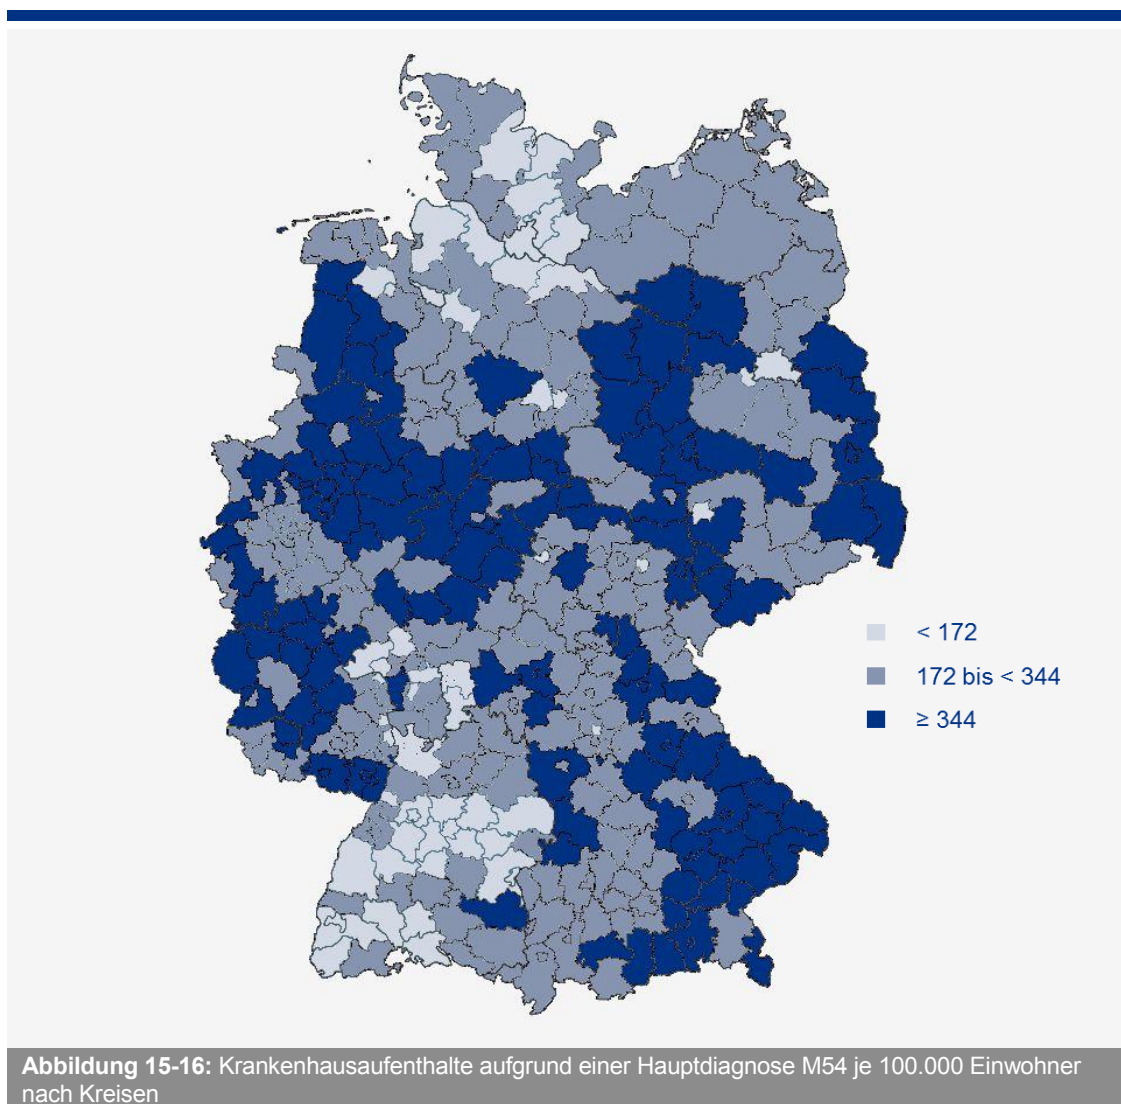 < 172
172 bis < 344
≥ 344
Abbildung 15-16: Krankenhausaufenthalte aufgrund einer Hauptdiagnose M54 je 100.000 Einwohner
nach Kreisen